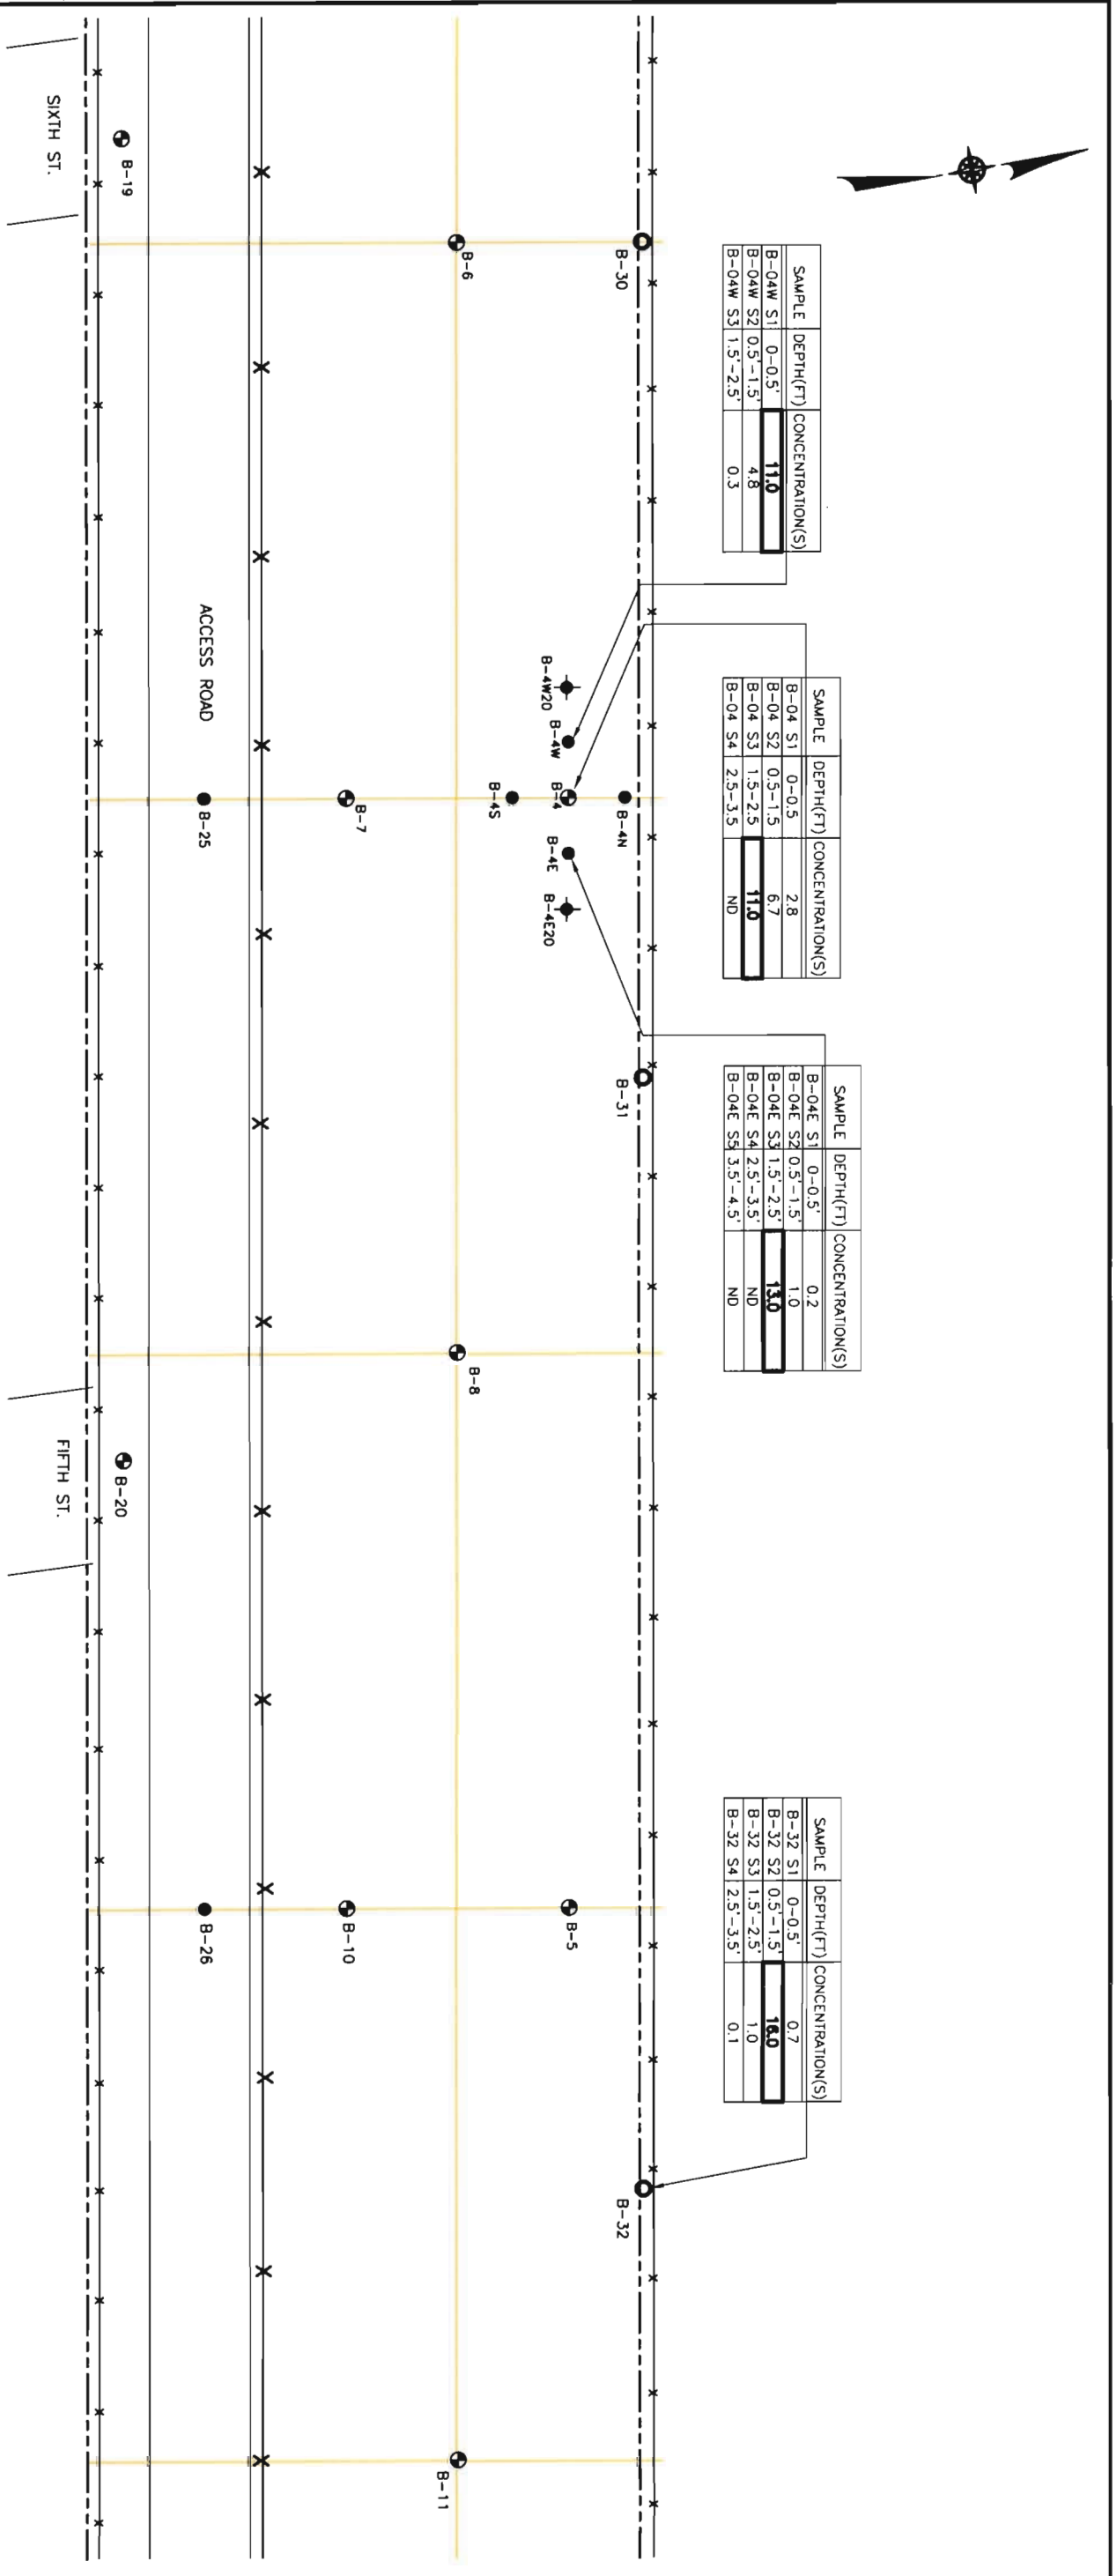 SAMPLE DEPTH(FT) CONCENTRATION(S)
B-04W S1 0-0.5' 11.0
B-04W S2 0.5'-1.5' 4.8
B-04W S3 1.5'-2.5' 0.3
SAMPLE DEPTH(FT) CONCENTRATION(S)
B-04 S1 0-0.5 2.8
B-04 S2 0.5-1.5 6.7
B-04 S3 1.5-2.5 11.0
B-04 S4 2.5-3.5 ND
SAMPLE DEPTH(FT) CONCENTRATION(S)
B-04E S1 0-0.5' 0.2
B-04E S2 0.5'-1.5' 1.0
B-04E S3 1.5'-2.5' 13.0
B-04E S4 2.5'-3.5' ND
B-04E S5 3.5'-4.5' ND
SAMPLE DEPTH(FT) CONCENTRATION(S)
B-32 S1 0-0.5' 0.7
B-32 S2 0.5'-1.5' 16.0
B-32 S3 1.5'-2.5' 1.0
B-32 S4 2.5'-3.5' 0.1
B-30
B-31
B-32
B-4N
B-4W20
B-4W
B-4
B-4E
B-4E20
B-4S
B-5
B-6
B-8
B-11
B-7
B-10
ACCESS ROAD
B-25
B-26
B-19
B-20
SIXTH ST.
FIFTH ST.